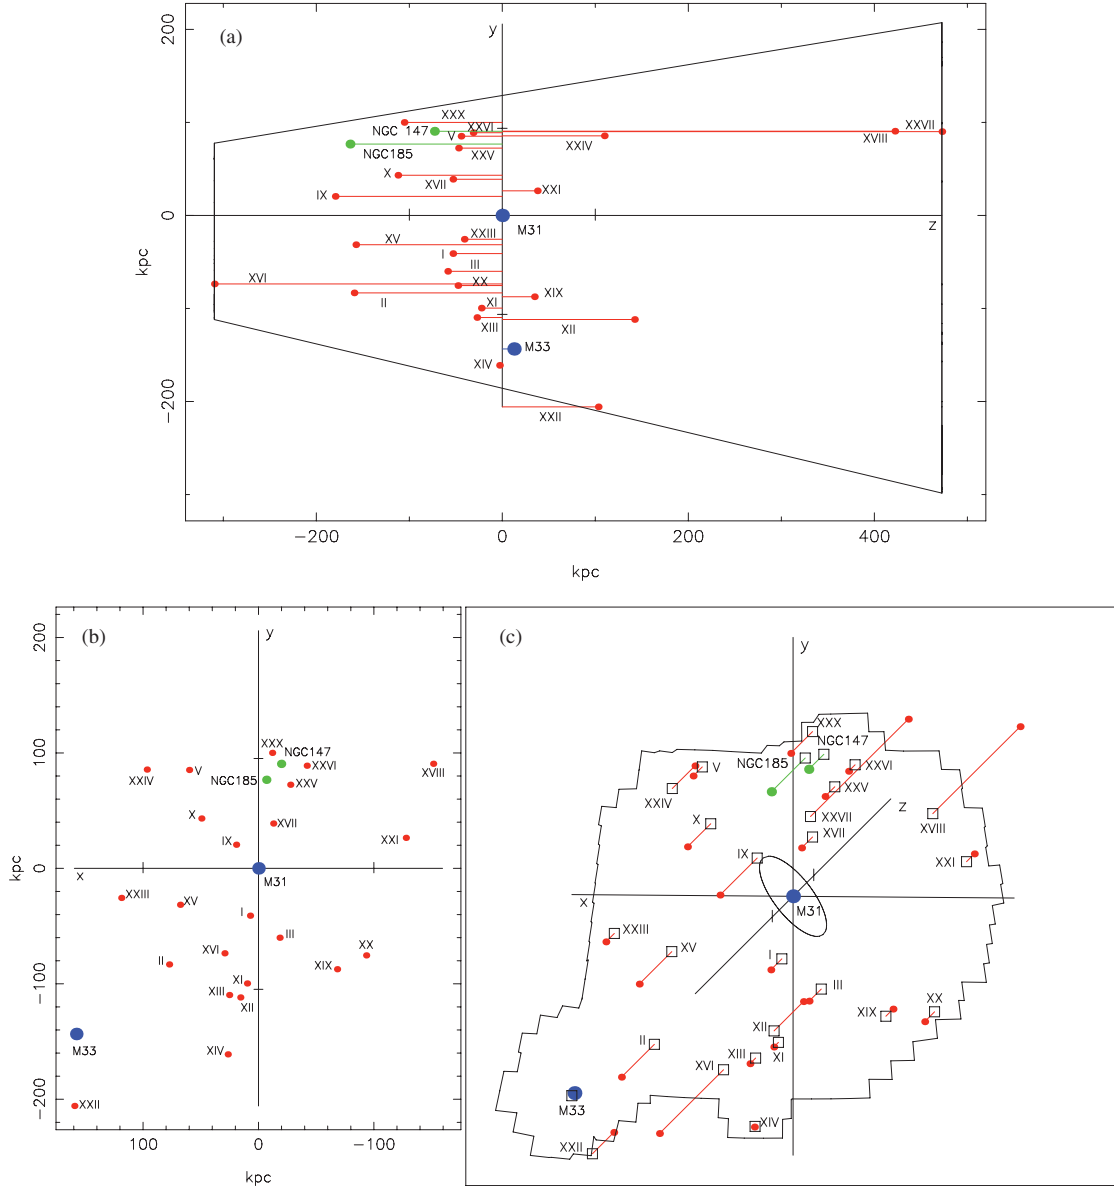 (a)
y
200
XXX
NGC 147
XXVI
V
XXVII
XXIV
XVIII
NGC185
XXV
X
XVII
XXI
IX
0
M31
z
XXIII
XV
I
III
XVI
XX
XIX
II
XI
XIII
XII
M33
XIV
-200
XXII
kpc
-200
0
200
400
kpc
(b)
y
200
XXX
NGC147
100
XXVI
XVIII
XXIV
V
NGC185
XXV
X
XVII
IX
XXI
0
x
M31
XXIII
XV
I
III
XVI
XX
II
XIX
XI
XIII
XII
-100
M33
XIV
-200
XXII
kpc
100
0
-100
kpc
(c)
y
XXX
NGC147
NGC185
V
XXVI
XXV
XXIV
z
X
XXVII
XVIII
XVII
IX
XXI
x
M31
XXIII
XV
I
III
XX
XIX
XII
II
XI
XIII
XVI
M33
XIV
XXII